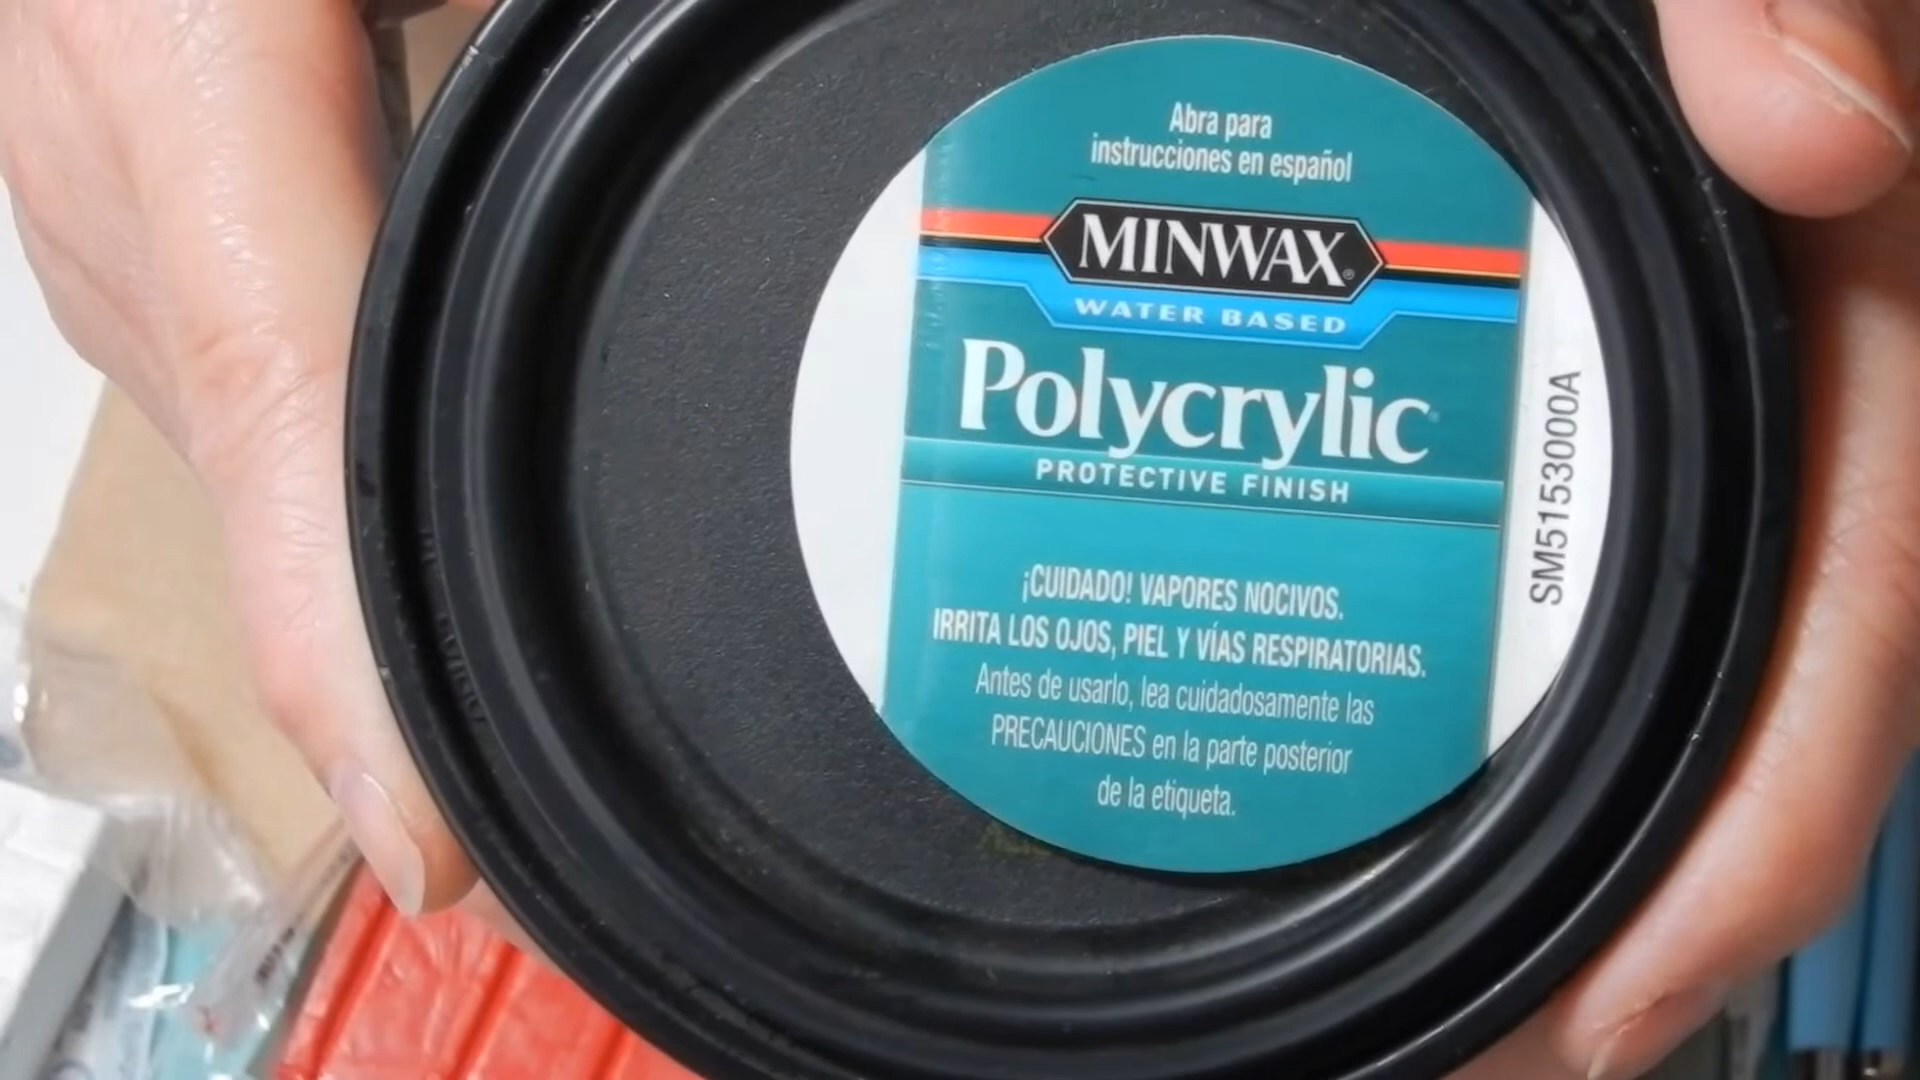 Abra para
instrucciones en español
MINWAX®
WATER BASED
Polycrylic
PROTECTIVE FINISH
¡CUIDADO! VAPORES NOCIVOS.
IRRITA LOS OJOS, PIEL Y VÍAS RESPIRATORIAS.
Antes de usarlo, lea cuidadosamente las
PRECAUCIONES en la parte posterior
de la etiqueta.
SM5153000A